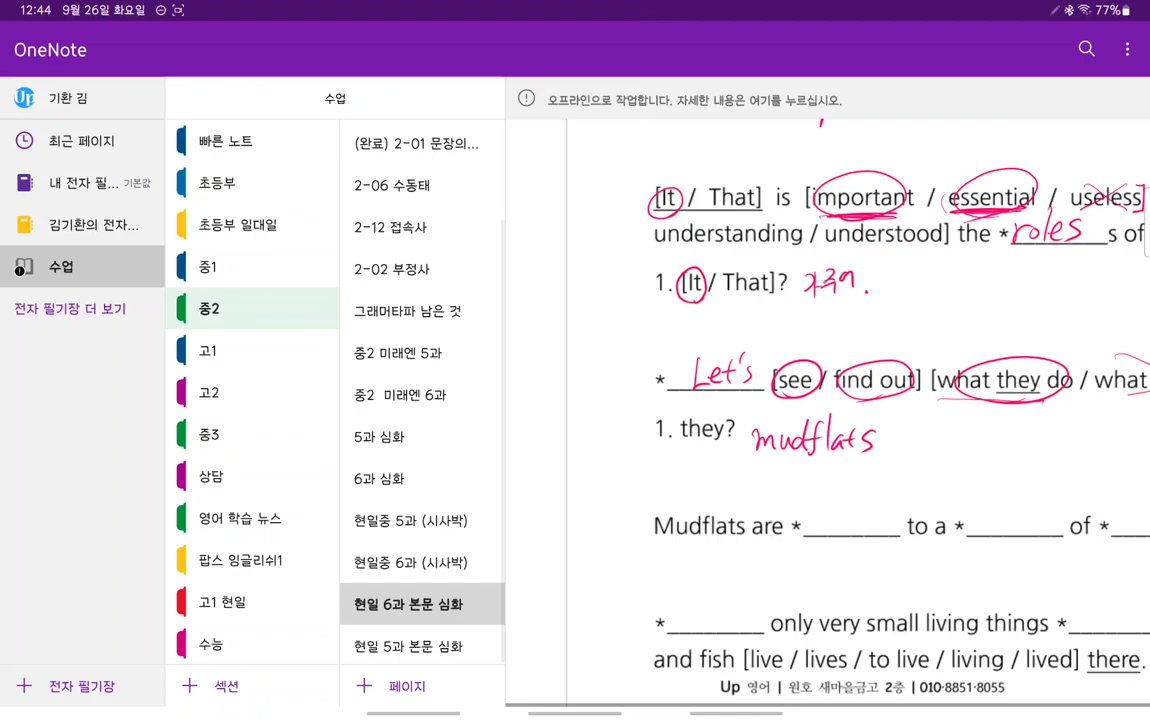 12:44 9월 26일 화요일 77%
OneNote
기환 김
최근 페이지
내 전자 필... 기본값
김기환의 전자...
수업
전자 필기장 더 보기
전자 필기장
수업
빠른 노트
초등부
초등부 일대일
중1
중2
고1
고2
중3
상담
영어 학습 뉴스
팝스 잉글리쉬1
고1 현일
수능
섹션
(완료) 2-01 문장의...
2-06 수동태
2-12 접속사
2-02 부정사
그래머타파 남은 것
중2 미래엔 5과
중2 미래엔 6과
5과 심화
6과 심화
현일중 5과 (시사박)
현일중 6과 (시사박)
현일 6과 본문 심화
현일 5과 본문 심화
페이지
오프라인으로 작업합니다. 자세한 내용은 여기를 누르십시오.
[It / That] is [important / essential / useless]
understanding / understood] the *roles________s of
1. [It / That]? 가주어.
*Let's________ [see / find out] [what they do / what
1. they? mudflats
Mudflats are *________ to a *________ of *___
*________ only very small living things *______
and fish [live / lives / to live / living / lived] there.
Up 영어 | 원호 새마을금고 2층 | 010·8851·8055